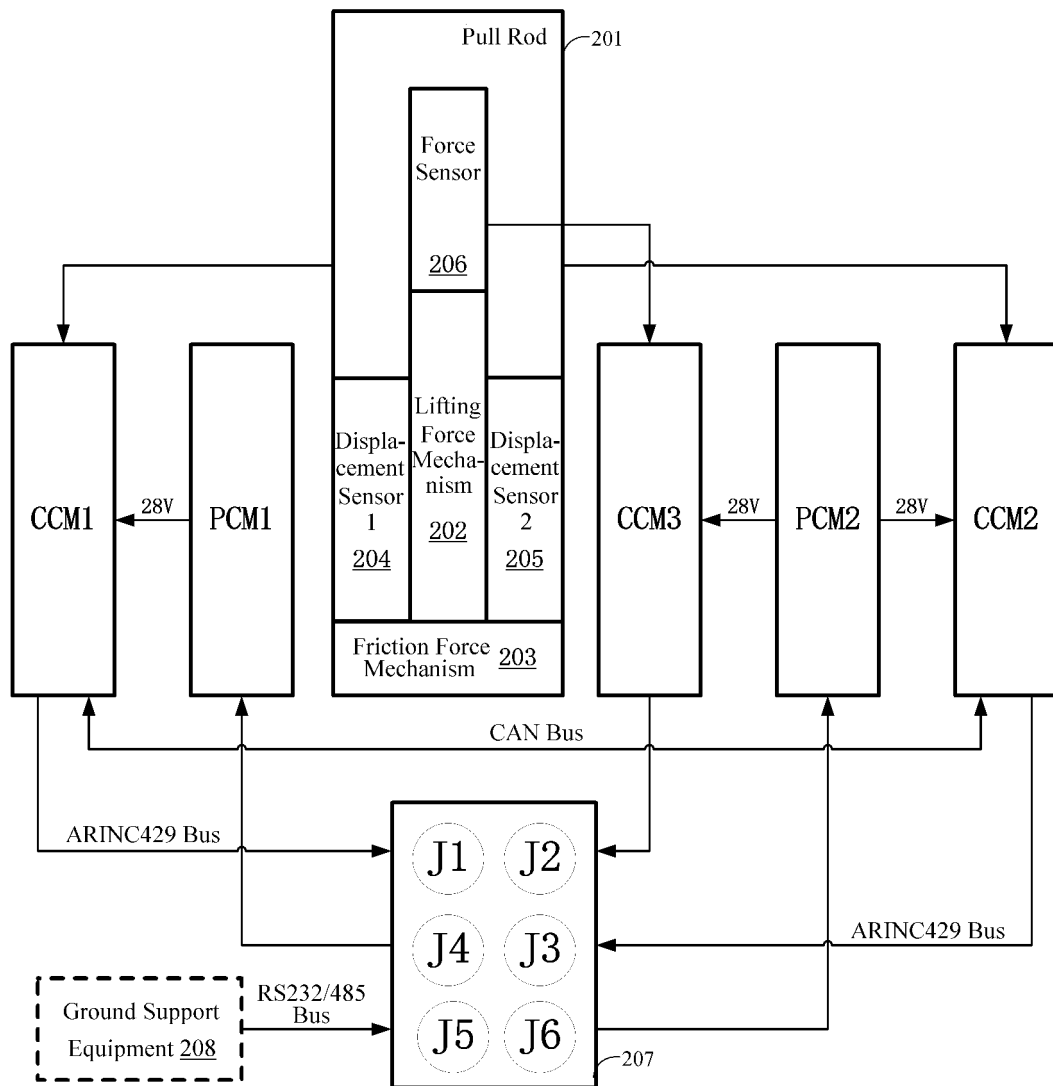 Pull Rod
201
Force
Sensor
206
Displa-
cement
Sensor
1
204
Lifting
Force
Mecha-
nism
202
Displa-
cement
Sensor
2
205
CCM1
28V
PCM1
CCM3
28V
PCM2
28V
CCM2
Friction Force
Mechanism 203
CAN Bus
ARINC429 Bus
J1
J2
J4
J3
ARINC429 Bus
J5
J6
RS232/485
Bus
Ground Support
Equipment 208
207